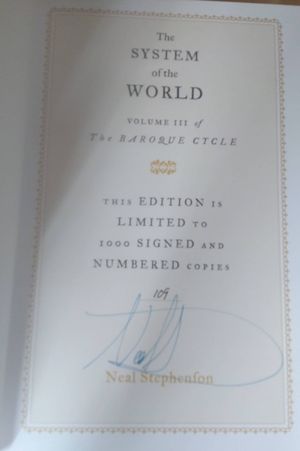 The
SYSTEM
of the
WORLD
VOLUME III of
The BAROQUE CYCLE
THIS EDITION IS
LIMITED TO
1000 SIGNED AND
NUMBERED COPIES
109
Neal Stephenson